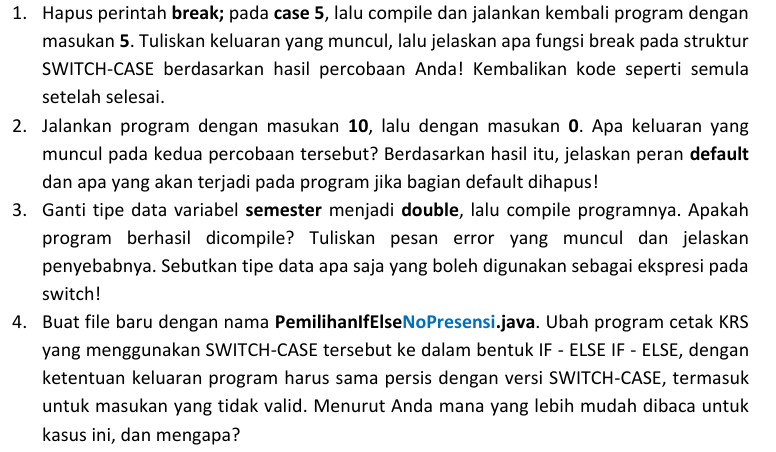 1. Hapus perintah break; pada case 5, lalu compile dan jalankan kembali program dengan
masukan 5. Tuliskan keluaran yang muncul, lalu jelaskan apa fungsi break pada struktur
SWITCH-CASE berdasarkan hasil percobaan Anda! Kembalikan kode seperti semula
setelah selesai.
2. Jalankan program dengan masukan 10, lalu dengan masukan 0. Apa keluaran yang
muncul pada kedua percobaan tersebut? Berdasarkan hasil itu, jelaskan peran default
dan apa yang akan terjadi pada program jika bagian default dihapus!
3. Ganti tipe data variabel semester menjadi double, lalu compile programnya. Apakah
program berhasil dicompile? Tuliskan pesan error yang muncul dan jelaskan
penyebabnya. Sebutkan tipe data apa saja yang boleh digunakan sebagai ekspresi pada
switch!
4. Buat file baru dengan nama PemilihanIfElseNoPresensi.java. Ubah program cetak KRS
yang menggunakan SWITCH-CASE tersebut ke dalam bentuk IF - ELSE IF - ELSE, dengan
ketentuan keluaran program harus sama persis dengan versi SWITCH-CASE, termasuk
untuk masukan yang tidak valid. Menurut Anda mana yang lebih mudah dibaca untuk
kasus ini, dan mengapa?